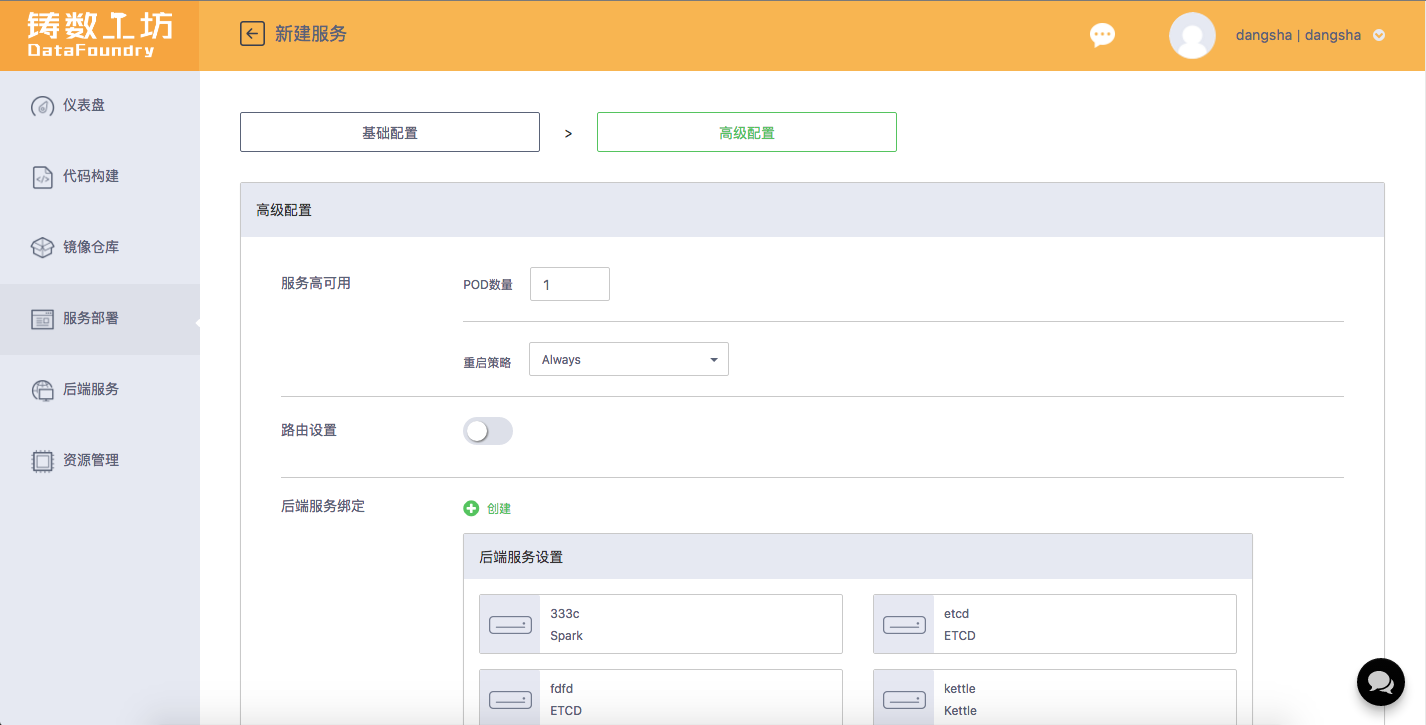 铸数工坊
DataFoundry
新建服务
dangsha | dangsha
仪表盘
代码构建
镜像仓库
服务部署
后端服务
资源管理
基础配置 > 高级配置
高级配置
服务高可用
POD数量 1
重启策略 Always
路由设置
后端服务绑定
创建
后端服务设置
333c
Spark
etcd
ETCD
fdfd
ETCD
kettle
Kettle